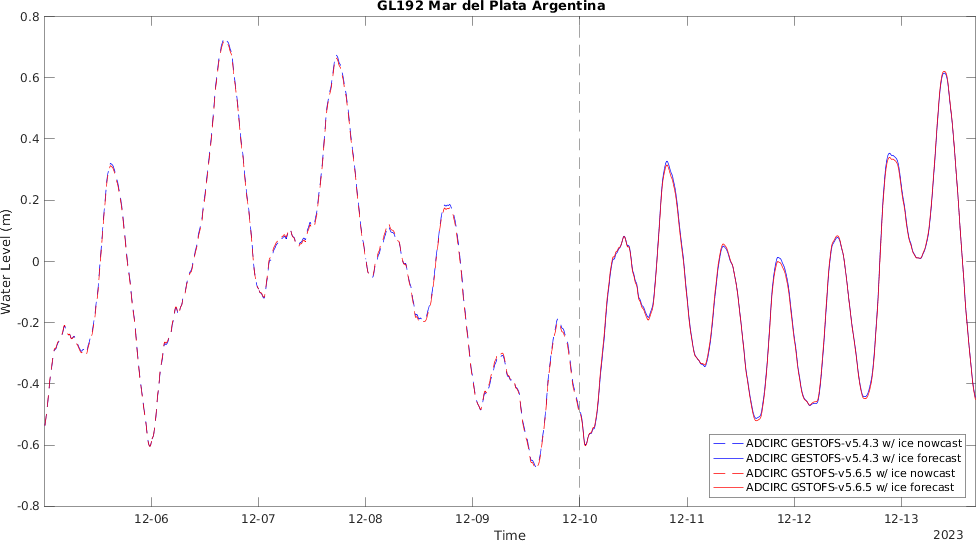 GL192 Mar del Plata Argentina
0.8
0.6
0.4
0.2
0
-0.2
-0.4
-0.6
-0.8
Water Level (m)
ADCIRC GESTOFS-v5.4.3 w/ ice nowcast
ADCIRC GESTOFS-v5.4.3 w/ ice forecast
ADCIRC GSTOFS-v5.6.5 w/ ice nowcast
ADCIRC GSTOFS-v5.6.5 w/ ice forecast
12-06 12-07 12-08 12-09 12-10 12-11 12-12 12-13
Time
2023